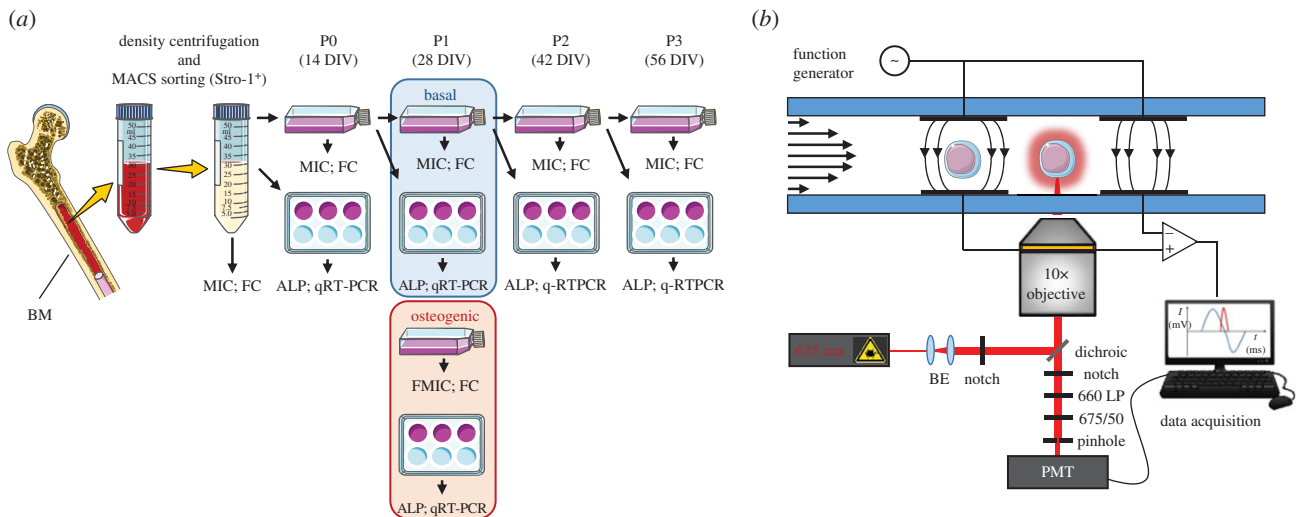 (a)
density centrifugation
and
MACS sorting (Stro-1+)
P0
(14 DIV)
P1
(28 DIV)
P2
(42 DIV)
P3
(56 DIV)
basal
MIC; FC
MIC; FC
MIC; FC
MIC; FC
MIC; FC
BM
ALP; qRT-PCR
ALP; qRT-PCR
ALP; q-RTPCR
ALP; q-RTPCR
osteogenic
FMIC; FC
ALP; qRT-PCR
(b)
function
generator
~
−
+
10×
objective
635 nm
BE
notch
dichroic
notch
660 LP
675/50
pinhole
PMT
I
(mV)
t
(ms)
data acquisition